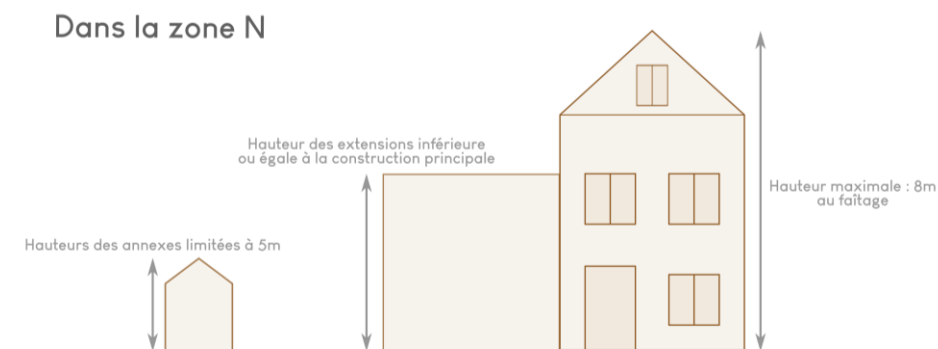 Dans la zone N
Hauteur des extensions inférieure
ou égale à la construction principale
Hauteur maximale : 8m
au faîtage
Hauteurs des annexes limitées à 5m